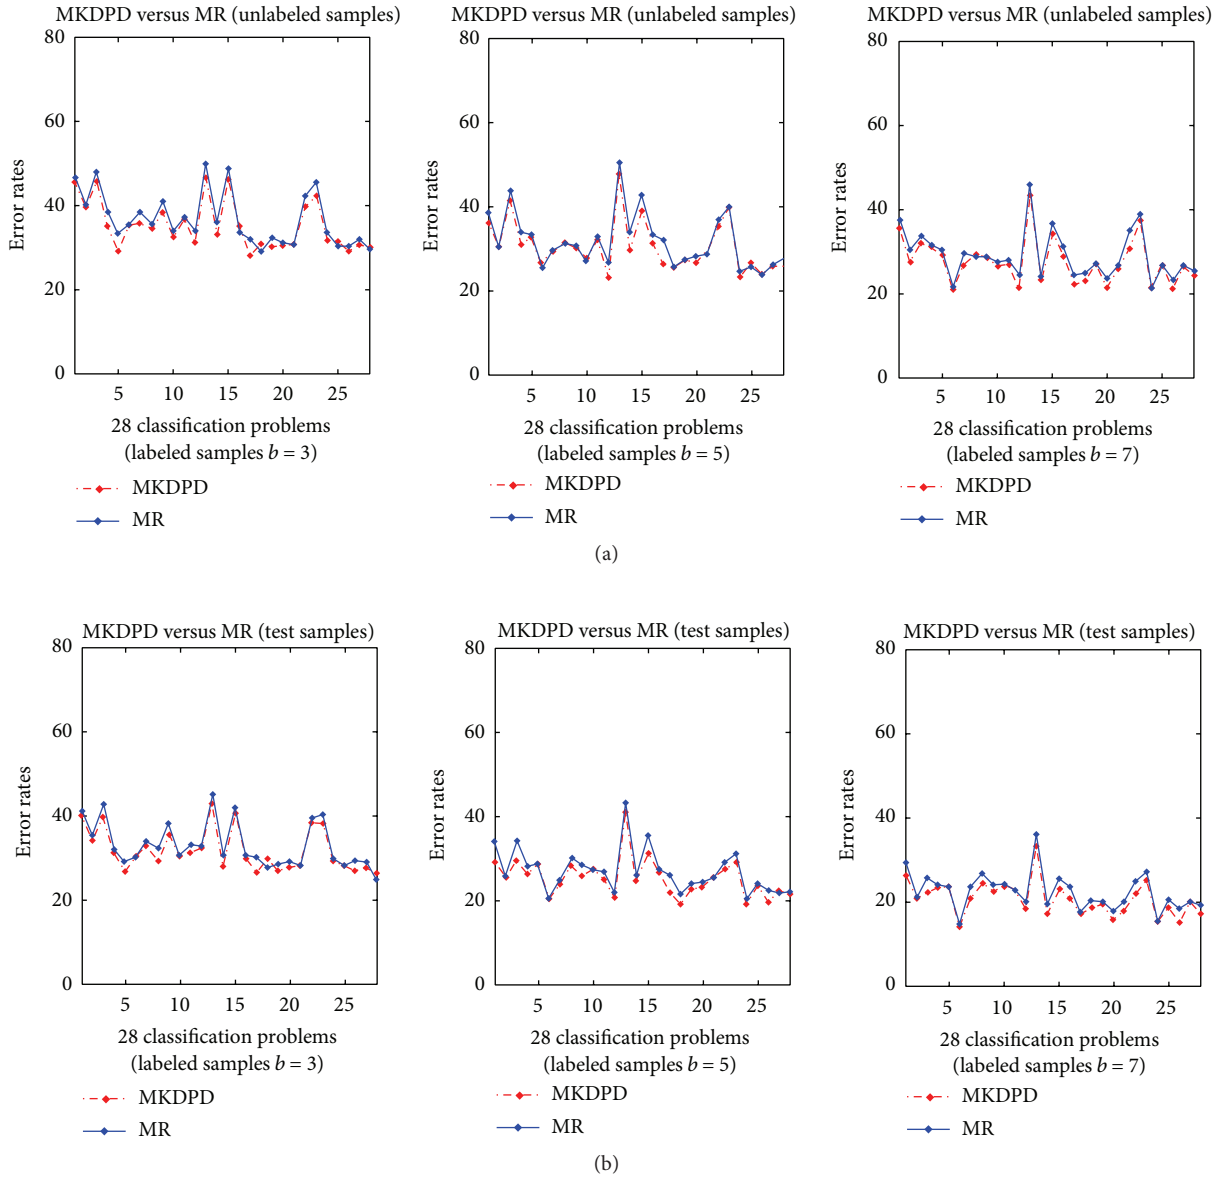 MKDPD versus MR (unlabeled samples)
80
60
40
20
0
Error rates
5 10 15 20 25
28 classification problems
(labeled samples b = 3)
MKDPD
MR
MKDPD versus MR (unlabeled samples)
80
60
40
20
0
Error rates
5 10 15 20 25
28 classification problems
(labeled samples b = 5)
MKDPD
MR
MKDPD versus MR (unlabeled samples)
80
60
40
20
0
Error rates
5 10 15 20 25
28 classification problems
(labeled samples b = 7)
MKDPD
MR
(a)
MKDPD versus MR (test samples)
80
60
40
20
0
Error rates
5 10 15 20 25
28 classification problems
(labeled samples b = 3)
MKDPD
MR
MKDPD versus MR (test samples)
80
60
40
20
0
Error rates
5 10 15 20 25
28 classification problems
(labeled samples b = 5)
MKDPD
MR
MKDPD versus MR (test samples)
80
60
40
20
0
Error rates
5 10 15 20 25
28 classification problems
(labeled samples b = 7)
MKDPD
MR
(b)